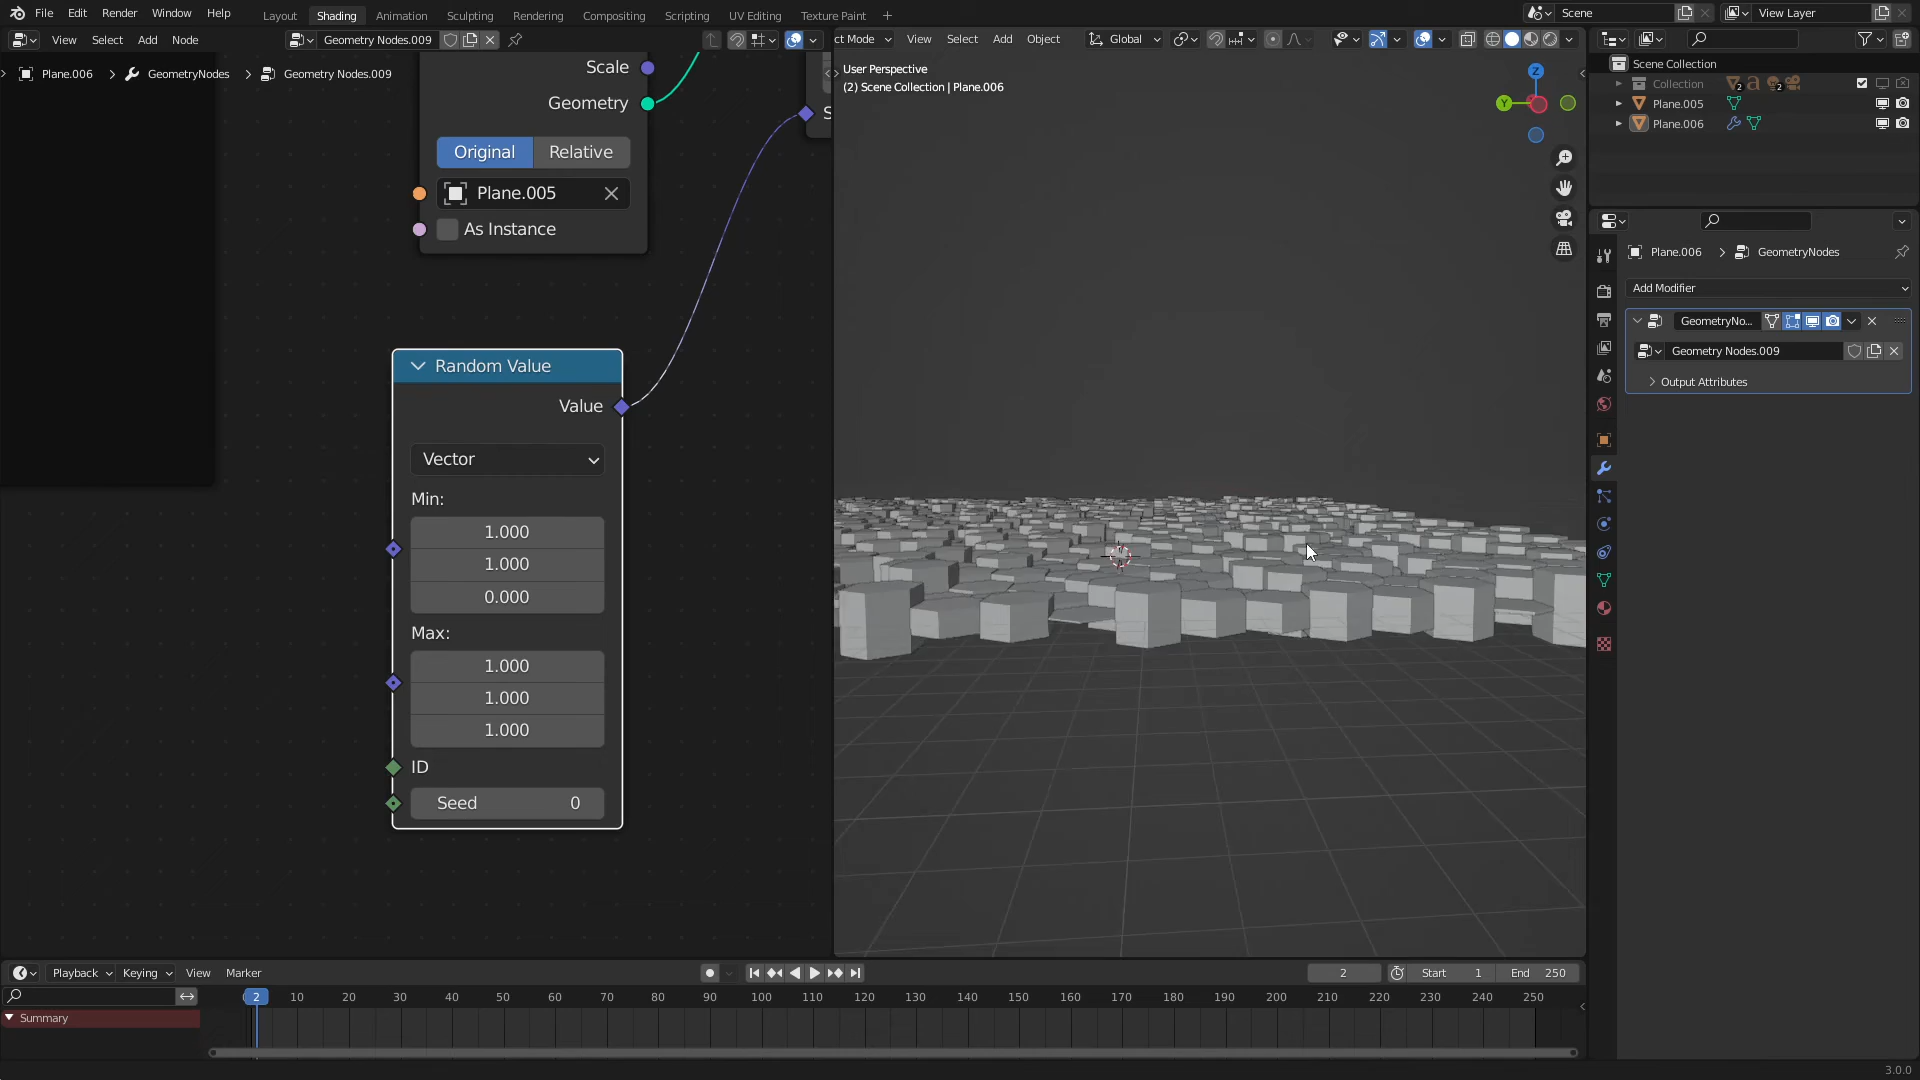 File Edit Render Window Help
Layout Shading Animation Sculpting Rendering Compositing Scripting UV Editing Texture Paint +
Scene
View Layer
View Select Add Node
Geometry Nodes.009
Plane.006 > GeometryNodes > Geometry Nodes.009
Scale
Geometry
Original Relative
Plane.005
As Instance
Random Value
Value
Vector
Min:
1.000
1.000
0.000
Max:
1.000
1.000
1.000
ID
Seed 0
S
ct Mode View Select Add Object Global
User Perspective
(2) Scene Collection | Plane.006
Z
Y
Scene Collection
Collection 2 2
Plane.005
Plane.006
Plane.006 > GeometryNodes
Add Modifier
GeometryNo...
Geometry Nodes.009
Output Attributes
Playback Keying View Marker
2 Start 1 End 250
2 10 20 30 40 50 60 70 80 90 100 110 120 130 140 150 160 170 180 190 200 210 220 230 240 250
Summary
3.0.0